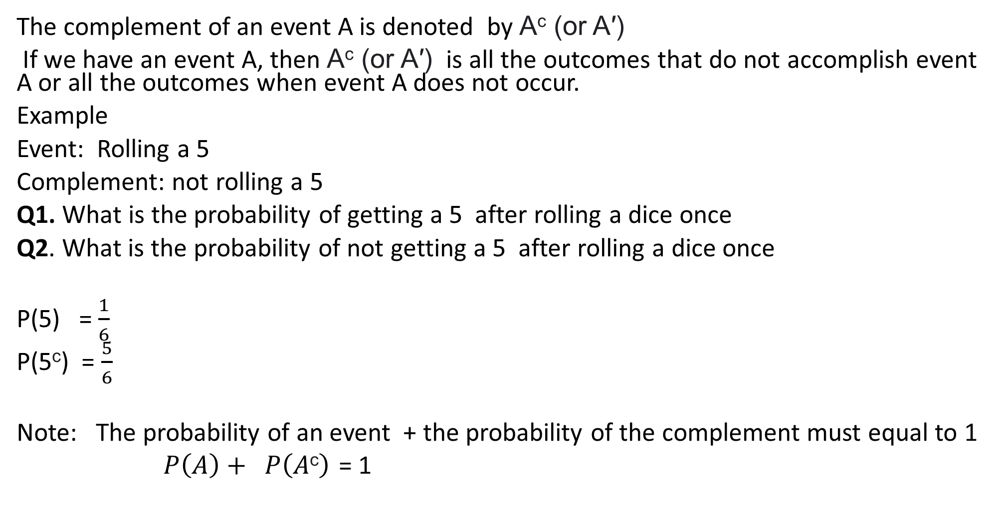 The complement of an event A is denoted by Aᶜ (or A′)
If we have an event A, then Aᶜ (or A′) is all the outcomes that do not accomplish event
A or all the outcomes when event A does not occur.
Example
Event: Rolling a 5
Complement: not rolling a 5
Q1. What is the probability of getting a 5 after rolling a dice once
Q2. What is the probability of not getting a 5 after rolling a dice once
P(5) = 1/6
P(5ᶜ) = 5/6
Note: The probability of an event + the probability of the complement must equal to 1
P(A) + P(Aᶜ) = 1